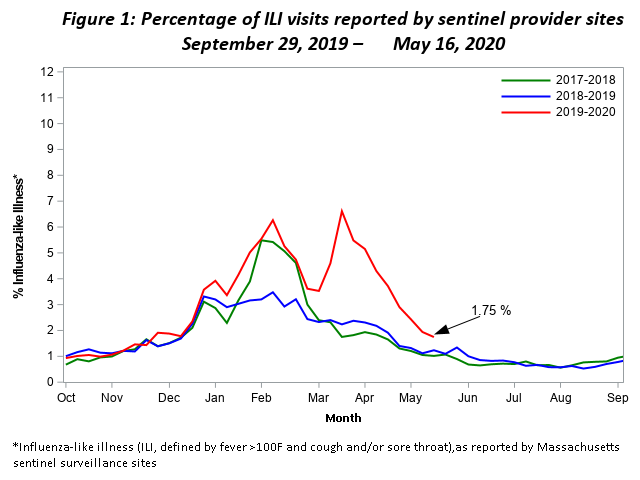 Figure 1: Percentage of ILI visits reported by sentinel provider sites
September 29, 2019 – May 16, 2020
12
11
10
9
8
7
6
5
4
3
2
1
0
% Influenza-like Illness*
2017-2018
2018-2019
2019-2020
1.75 %
Oct Nov Dec Jan Feb Mar Apr May Jun Jul Aug Sep
Month
*Influenza-like illness (ILI, defined by fever >100F and cough and/or sore throat),as reported by Massachusetts
sentinel surveillance sites